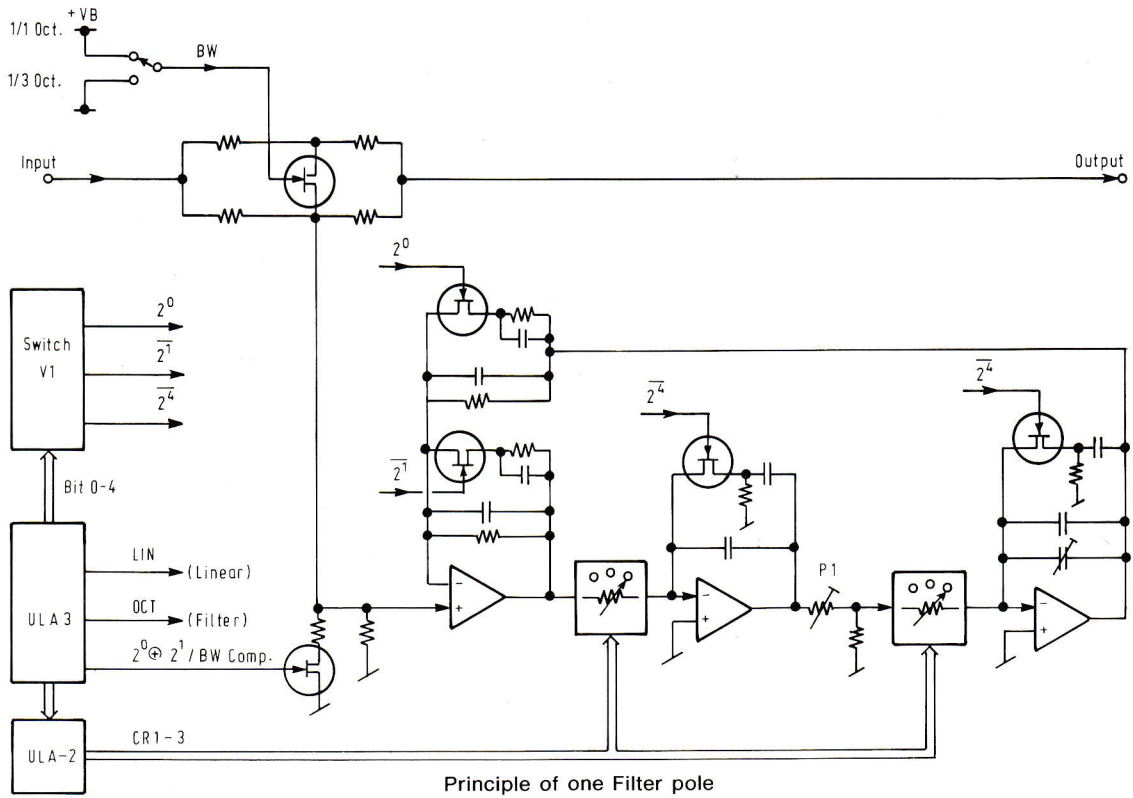 +VB
1/1 Oct.
BW
1/3 Oct.
Input
Output
2⁰
Switch
V1
2⁰
2̅¹̅
2̅⁴̅
2̅⁴̅
2̅⁴̅
2̅¹̅
Bit 0-4
LIN
(Linear)
ULA3
OCT
(Filter)
2⁰ ⊕ 2¹/BW Comp.
P1
-
+
-
+
-
+
ULA-2
CR1-3
Principle of one Filter pole